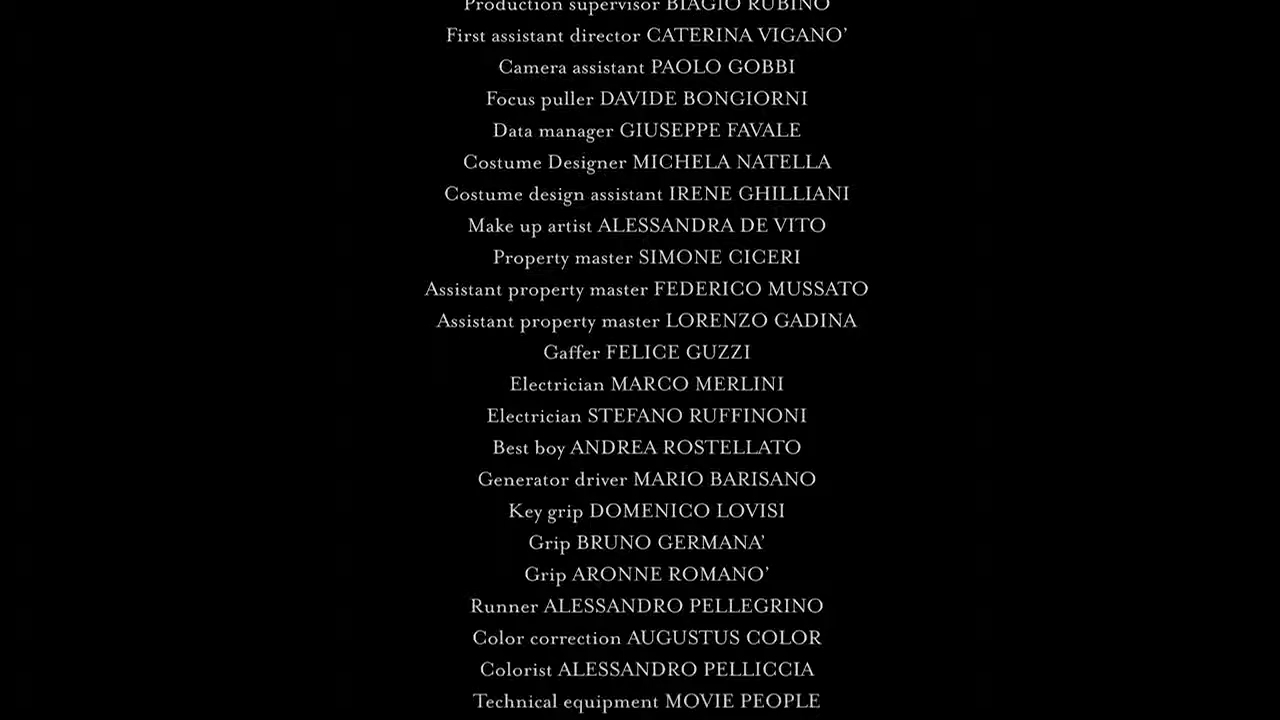 Production supervisor BIAGIO RUBINO
First assistant director CATERINA VIGANO’
Camera assistant PAOLO GOBBI
Focus puller DAVIDE BONGIORNI
Data manager GIUSEPPE FAVALE
Costume Designer MICHELA NATELLA
Costume design assistant IRENE GHILLIANI
Make up artist ALESSANDRA DE VITO
Property master SIMONE CICERI
Assistant property master FEDERICO MUSSATO
Assistant property master LORENZO GADINA
Gaffer FELICE GUZZI
Electrician MARCO MERLINI
Electrician STEFANO RUFFINONI
Best boy ANDREA ROSTELLATO
Generator driver MARIO BARISANO
Key grip DOMENICO LOVISI
Grip BRUNO GERMANA’
Grip ARONNE ROMANO’
Runner ALESSANDRO PELLEGRINO
Color correction AUGUSTUS COLOR
Colorist ALESSANDRO PELLICCIA
Technical equipment MOVIE PEOPLE